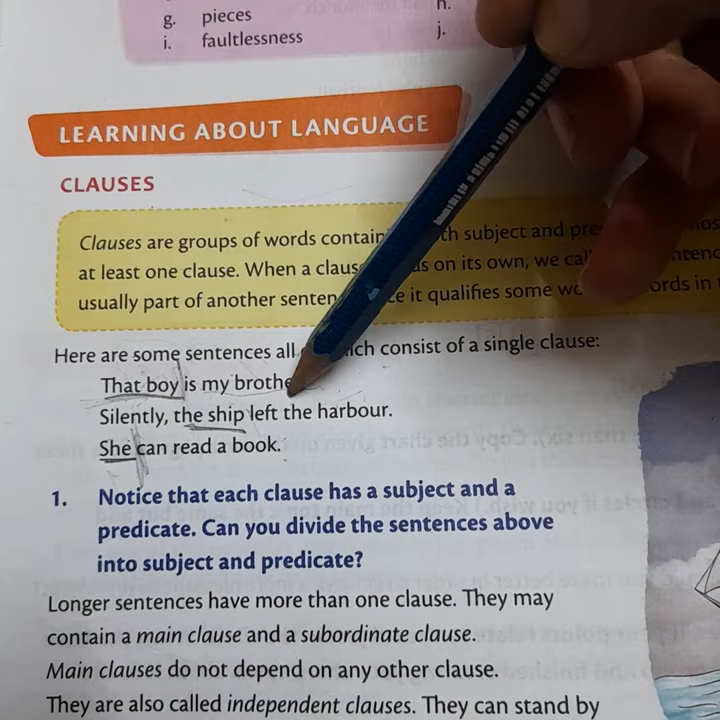 g. pieces
h.
i. faultlessness
j.
LEARNING ABOUT LANGUAGE
CLAUSES
Clauses are groups of words contain th subject and pre
at least one clause. When a claus s on its own, we cal
usually part of another senten e it qualifies some wo ords in
Here are some sentences all ich consist of a single clause:
That boy is my brothe
Silently, the ship left the harbour.
She can read a book.
1. Notice that each clause has a subject and a
predicate. Can you divide the sentences above
into subject and predicate?
Longer sentences have more than one clause. They may
contain a main clause and a subordinate clause.
Main clauses do not depend on any other clause.
They are also called independent clauses. They can stand by